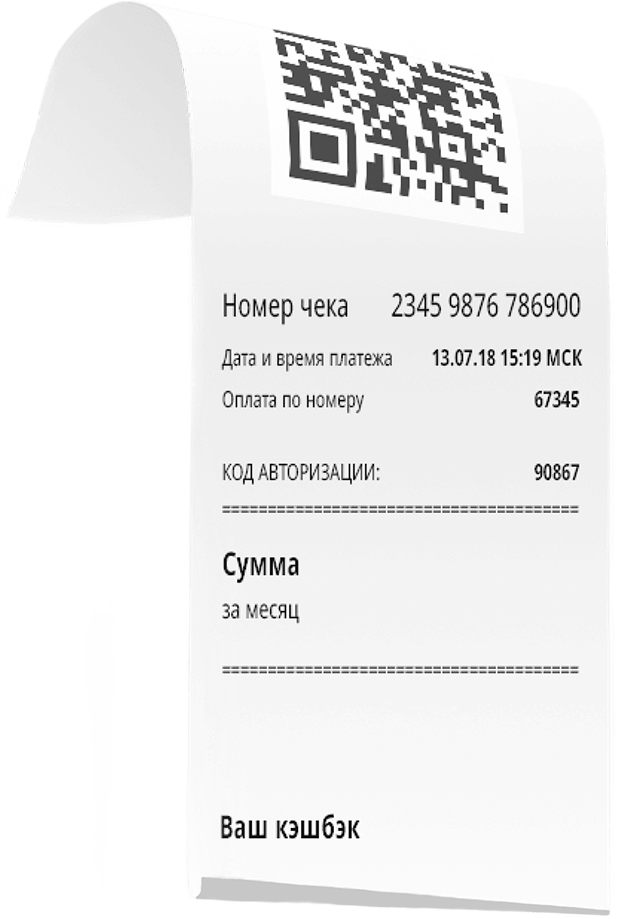 Номер чека 2345 9876 786900
Дата и время платежа 13.07.18 15:19 МСК
Оплата по номеру 67345
КОД АВТОРИЗАЦИИ: 90867
=======================================
Сумма
за месяц
=======================================
Ваш кэшбэк